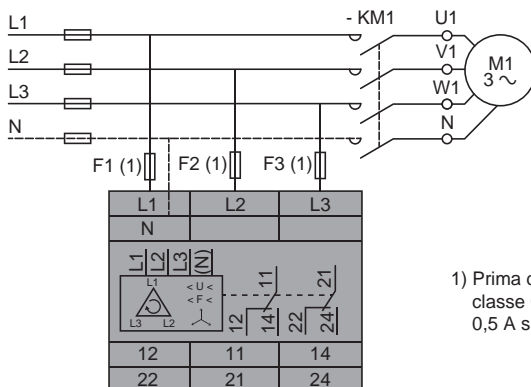 L1
- KM1
U1
L2
V1
L3
W1
N
N
M1
3 ~
F1 (1)
F2 (1)
F3 (1)
L1 L2 L3
N
L1 L2 L3 (N)
L1
L3 L2
< U <
< F <
11
12 14
21
22 24
12 11 14
22 21 24
1) Prima
classe
0,5 A